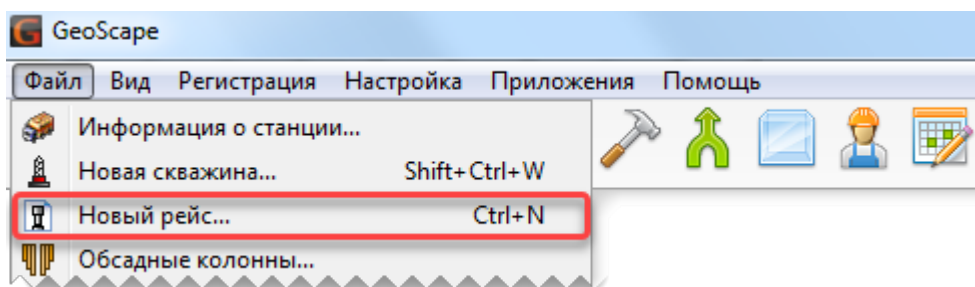 GeoScape
Файл Вид Регистрация Настройка Приложения Помощь
Информация о станции...
Новая скважина... Shift+Ctrl+W
Новый рейс... Ctrl+N
Обсадные колонны...